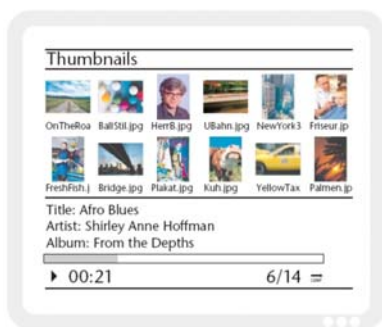 Thumbnails
OnTheRoa BallStil.jpg HerrB.jpg UBahn.jpg NewYork3 Friseur.jp
FreshFish.j Bridge.jpg Plakat.jpg Kuh.jpg YellowTax Palmen.jp
Title: Afro Blues
Artist: Shirley Anne Hoffman
Album: From the Depths
00:21 6/14